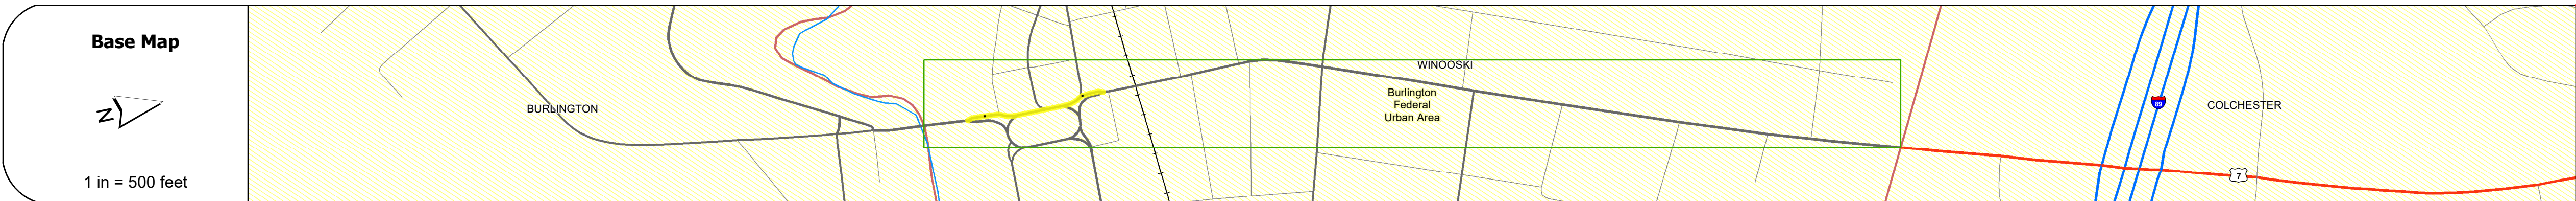 Base Map
N
1 in = 500 feet
BURLINGTON
WINOOSKI
Burlington
Federal
Urban Area
89
COLCHESTER
7